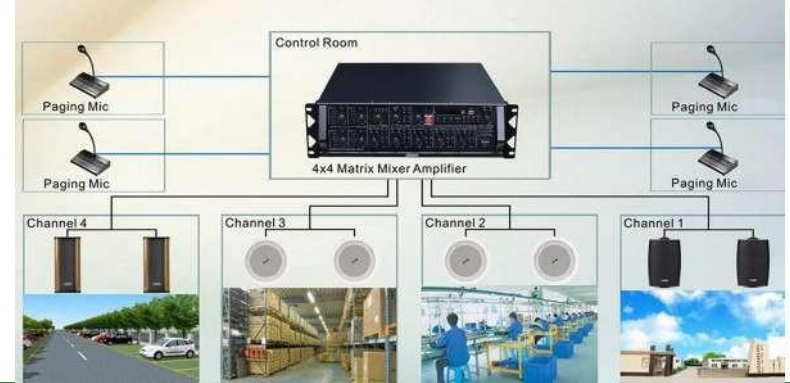 Control Room
Paging Mic
Paging Mic
Paging Mic
Paging Mic
4x4 Matrix Mixer Amplifier
Channel 4
Channel 3
Channel 2
Channel 1